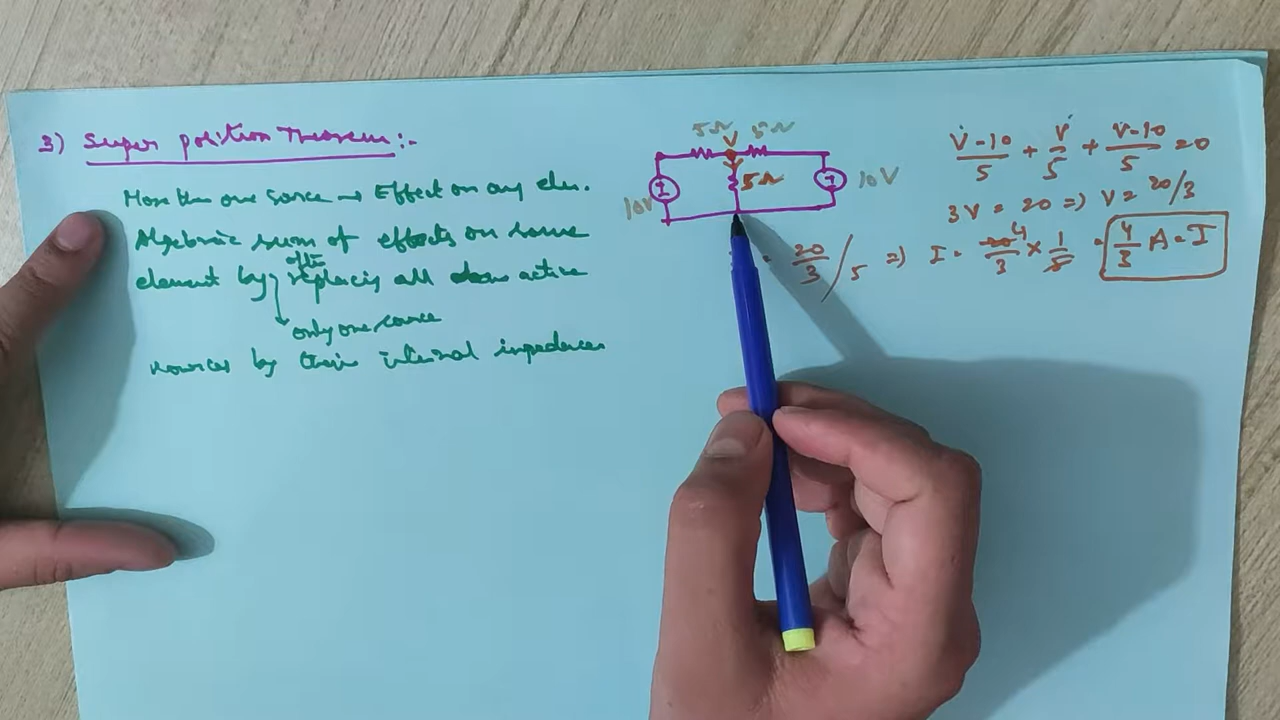 3) Super position Theorem:-
More than one source → Effect on any ele.
Algebraic sum of effects on same
element by after replacing all active
only one source
sources by their internal impedances
5Ω V 5Ω
5Ω
10V 10V
V-10/5 + V/5 + V-10/5 = 0
3V = 20 => V = 20/3
= 20/3 / 5 => I = 20 4/3 × 1/5 = 4/3 A = I